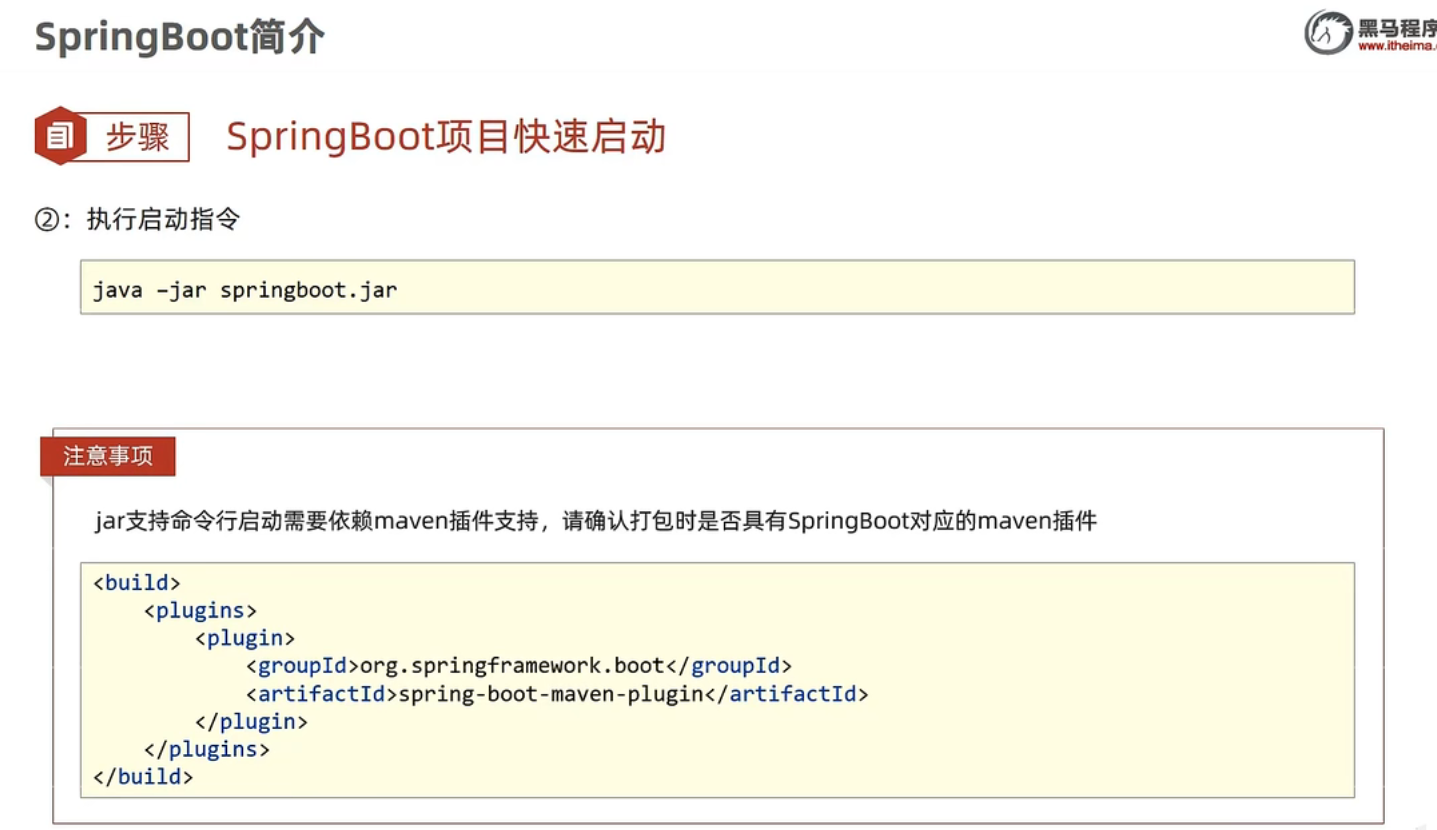 SpringBoot简介
黑马程序
www.itheima.
步骤
SpringBoot项目快速启动
②：执行启动指令
java –jar springboot.jar
注意事项
jar支持命令行启动需要依赖maven插件支持，请确认打包时是否具有SpringBoot对应的maven插件
<build>
    <plugins>
        <plugin>
            <groupId>org.springframework.boot</groupId>
            <artifactId>spring-boot-maven-plugin</artifactId>
        </plugin>
    </plugins>
</build>